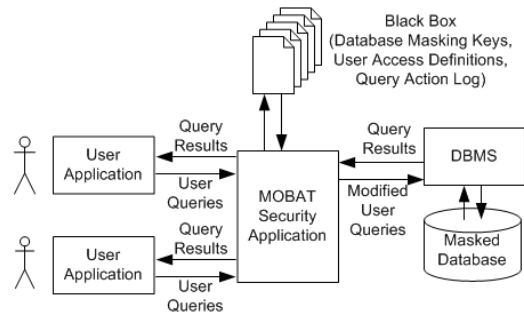 Black Box
(Database Masking Keys,
User Access Definitions,
Query Action Log)
Query
Results
User
Application
User
Queries
Query
Results
User
Application
User
Queries
MOBAT
Security
Application
Query
Results
Modified
User
Queries
DBMS
Masked
Database